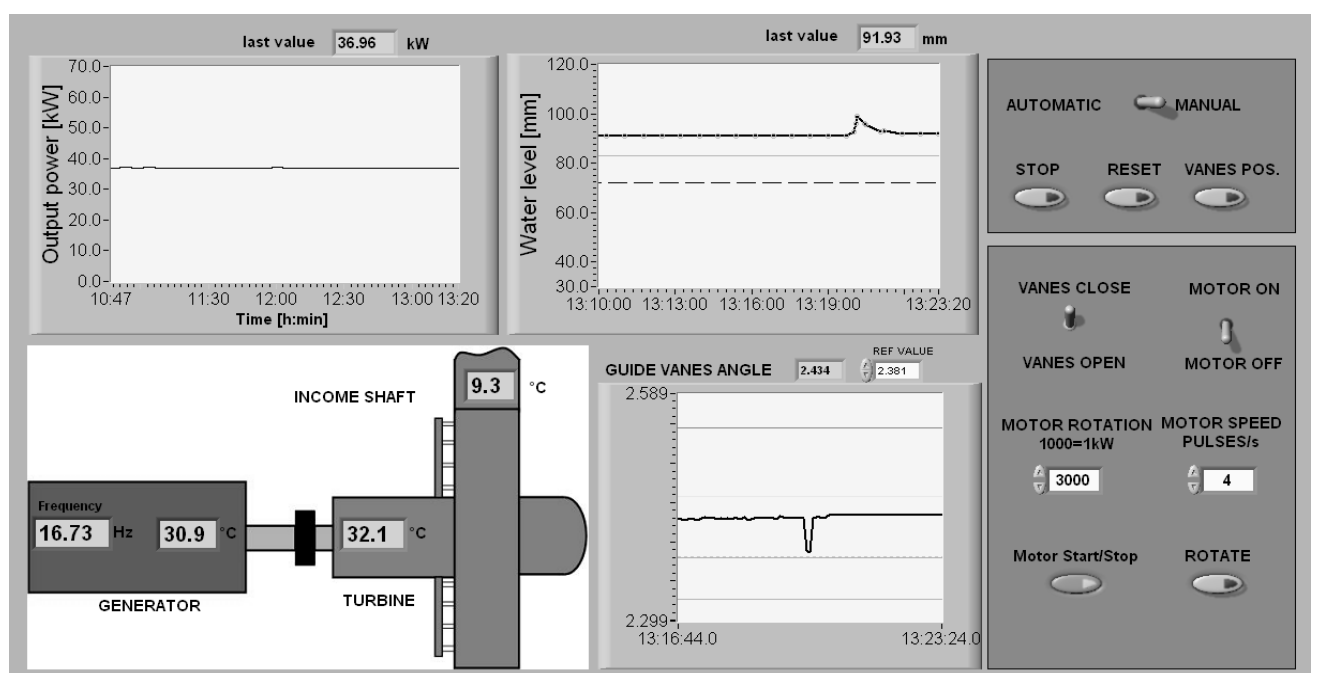 last value 36.96 kW
70.0
60.0
50.0
40.0
30.0
20.0
10.0
0.0
Output power [kW]
10:47 11:30 12:00 12:30 13:00 13:20
Time [h:min]
last value 91.93 mm
120.0
100.0
80.0
60.0
40.0
30.0
Water level [mm]
13:10:00 13:13:00 13:16:00 13:19:00 13:23:20
AUTOMATIC MANUAL
STOP RESET VANES POS.
INCOME SHAFT
9.3 °C
Frequency
16.73 Hz 30.9 °C
32.1 °C
GENERATOR
TURBINE
REF VALUE
GUIDE VANES ANGLE 2.434 2.381
2.589
2.299
13:16:44.0 13:23:24.0
VANES CLOSE MOTOR ON
VANES OPEN MOTOR OFF
MOTOR ROTATION MOTOR SPEED
1000=1kW PULSES/s
3000 4
Motor Start/Stop ROTATE